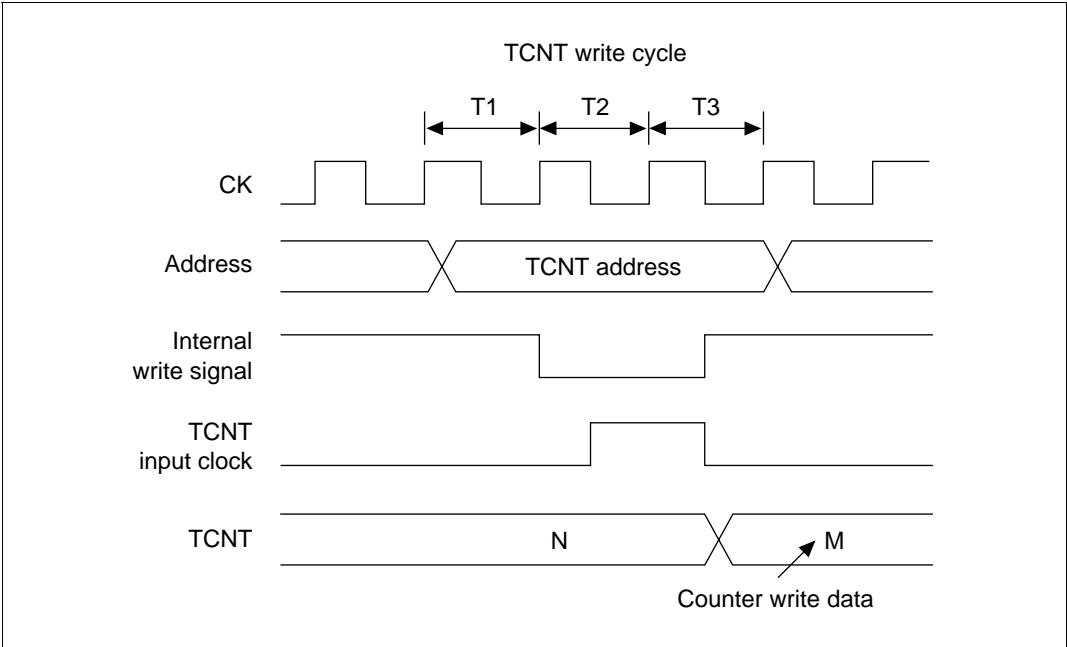 TCNT write cycle
T1 T2 T3
CK
Address
TCNT address
Internal
write signal
TCNT
input clock
TCNT
N
M
Counter write data